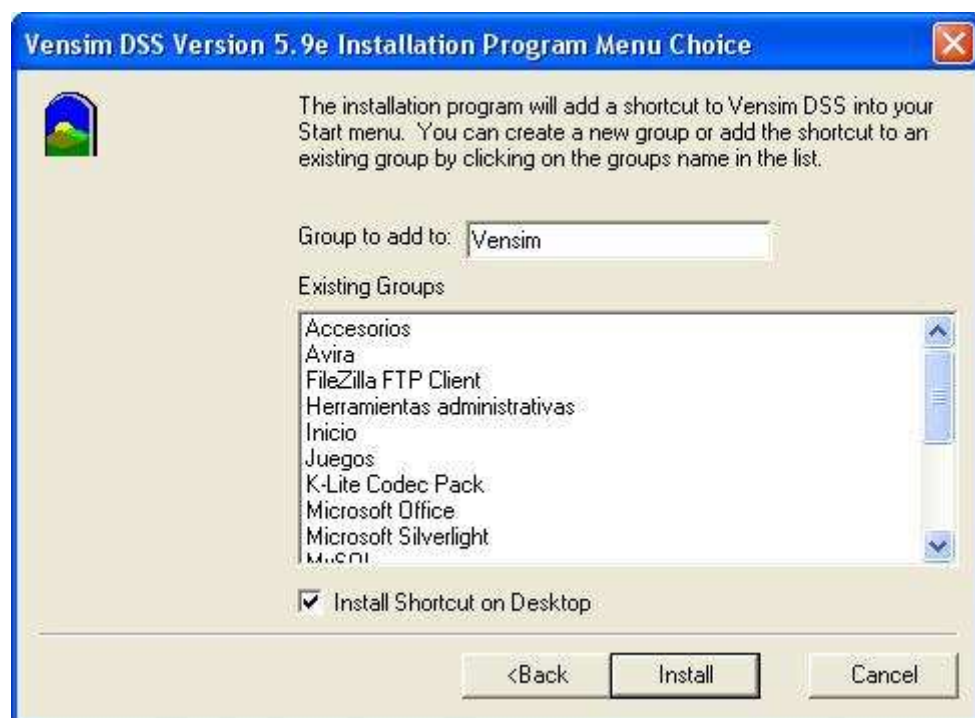 Vensim DSS Version 5.9e Installation Program Menu Choice
The installation program will add a shortcut to Vensim DSS into your
Start menu. You can create a new group or add the shortcut to an
existing group by clicking on the groups name in the list.
Group to add to: Vensim
Existing Groups
Accesorios
Avira
FileZilla FTP Client
Herramientas administrativas
Inicio
Juegos
K-Lite Codec Pack
Microsoft Office
Microsoft Silverlight
MySQL
Install Shortcut on Desktop
<Back Install Cancel